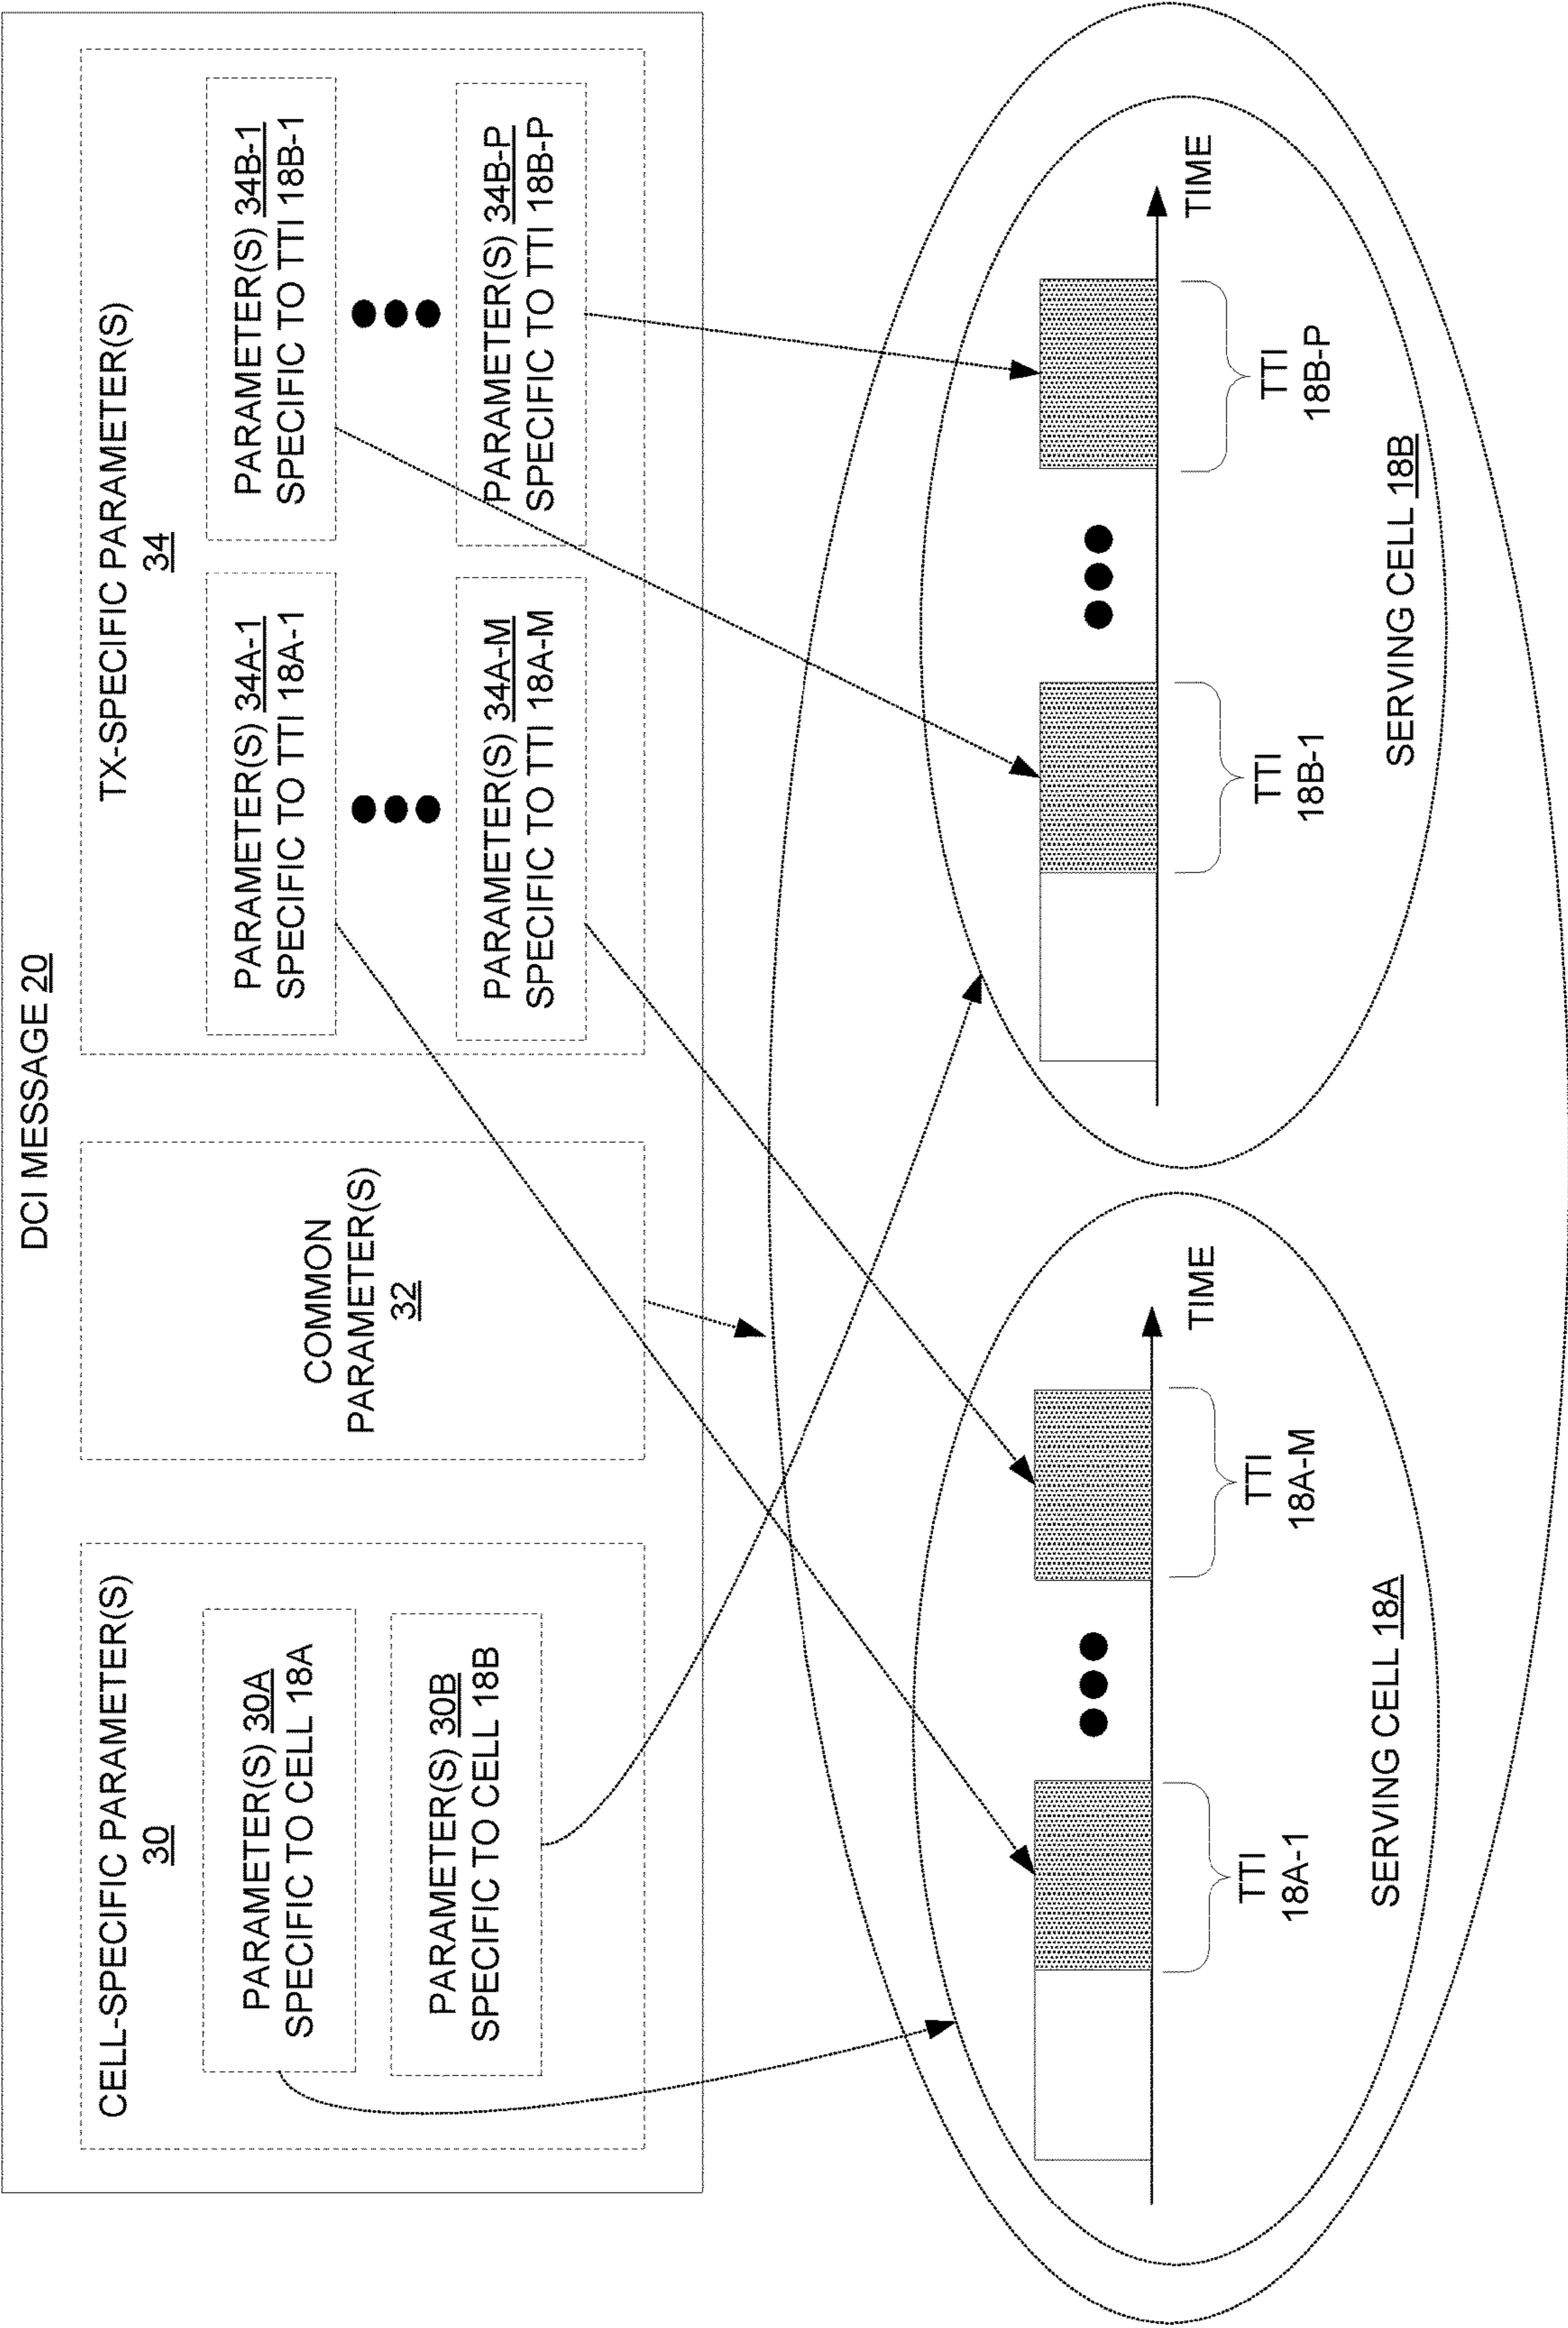 DCI MESSAGE 20
CELL-SPECIFIC PARAMETER(S)
30
PARAMETER(S) 30A
SPECIFIC TO CELL 18A
PARAMETER(S) 30B
SPECIFIC TO CELL 18B
COMMON
PARAMETER(S)
32
TX-SPECIFIC PARAMETER(S)
34
PARAMETER(S) 34A-1
SPECIFIC TO TTI 18A-1
PARAMETER(S) 34A-M
SPECIFIC TO TTI 18A-M
PARAMETER(S) 34B-1
SPECIFIC TO TTI 18B-1
PARAMETER(S) 34B-P
SPECIFIC TO TTI 18B-P
TIME
TTI
18A-1
TTI
18A-M
SERVING CELL 18A
TIME
TTI
18B-1
TTI
18B-P
SERVING CELL 18B